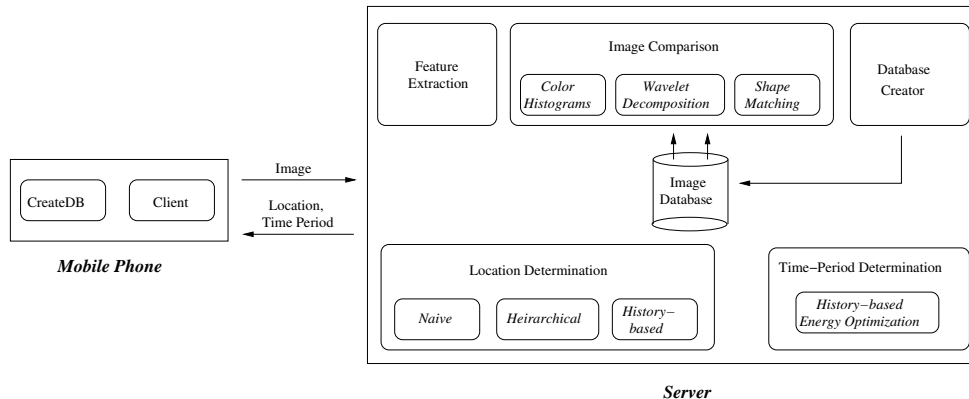 Feature
Extraction
Image Comparison
Color
Histograms
Wavelet
Decomposition
Shape
Matching
Database
Creator
Image
Database
CreateDB
Client
Mobile Phone
Image
Location,
Time Period
Location Determination
Naive
Heirarchical
History−
based
Time−Period Determination
History−based
Energy Optimization
Server